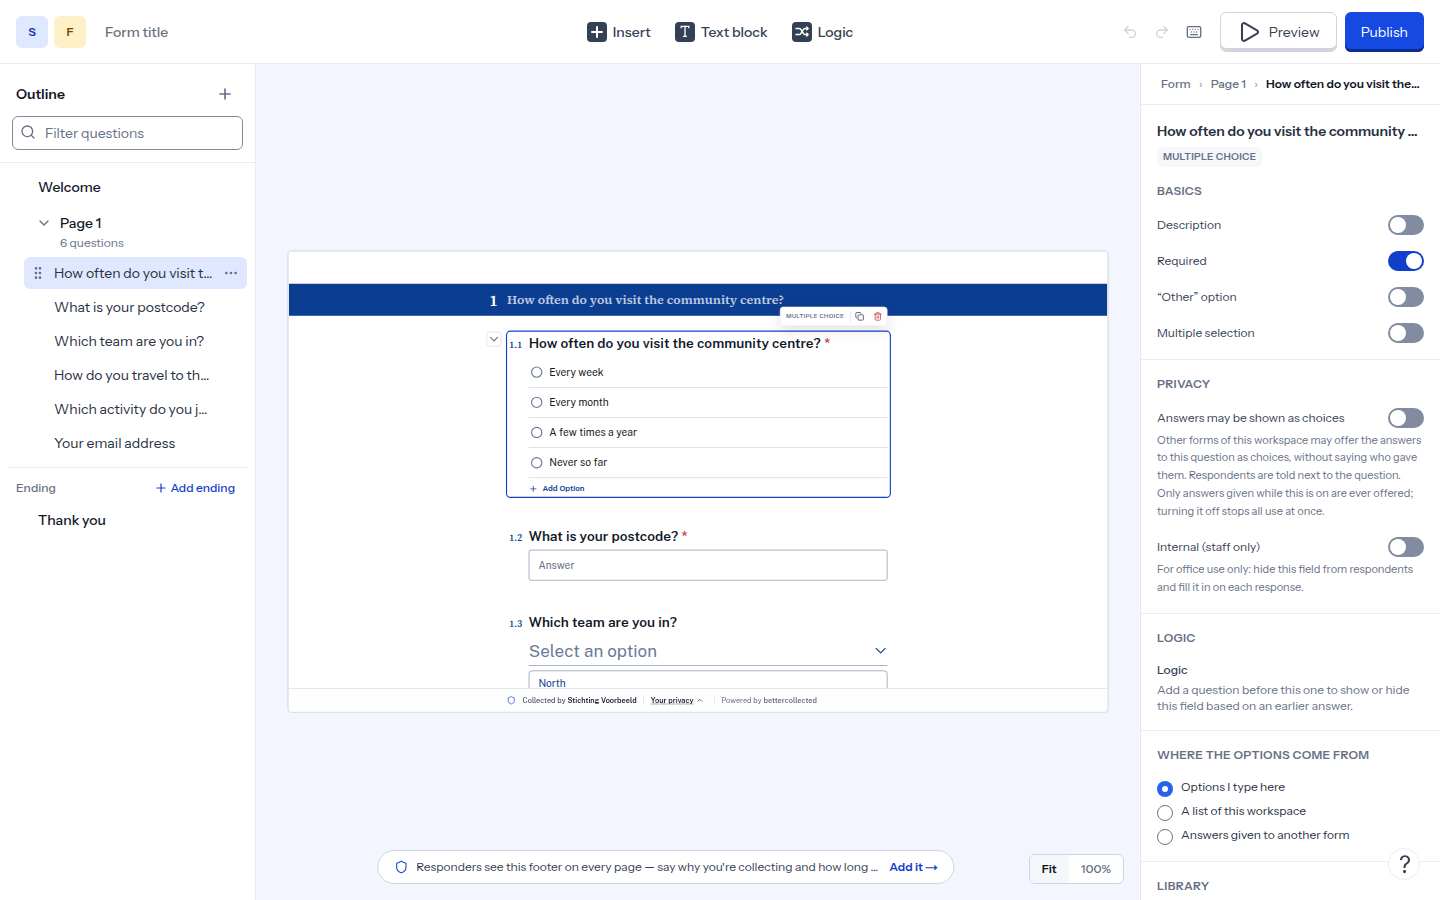 S
F
Form title
Insert
Text block
Logic
Preview
Publish
Outline
Filter questions
Welcome
Page 1
6 questions
How often do you visit t...
What is your postcode?
Which team are you in?
How do you travel to th...
Which activity do you j...
Your email address
Ending
Add ending
Thank you
1 How often do you visit the community centre?
MULTIPLE CHOICE
1.1 How often do you visit the community centre? *
Every week
Every month
A few times a year
Never so far
Add Option
1.2 What is your postcode? *
Answer
1.3 Which team are you in?
Select an option
North
Collected by Stichting Voorbeeld
Your privacy
Powered by bettercollected
Responders see this footer on every page — say why you're collecting and how long ...
Add it →
Fit
100%
Form › Page 1 › How often do you visit the...
How often do you visit the community ...
MULTIPLE CHOICE
BASICS
Description
Required
“Other” option
Multiple selection
PRIVACY
Answers may be shown as choices
Other forms of this workspace may offer the answers
to this question as choices, without saying who gave
them. Respondents are told next to the question.
Only answers given while this is on are ever offered;
turning it off stops all use at once.
Internal (staff only)
For office use only: hide this field from respondents
and fill it in on each response.
LOGIC
Logic
Add a question before this one to show or hide
this field based on an earlier answer.
WHERE THE OPTIONS COME FROM
Options I type here
A list of this workspace
Answers given to another form
?
LIBRARY